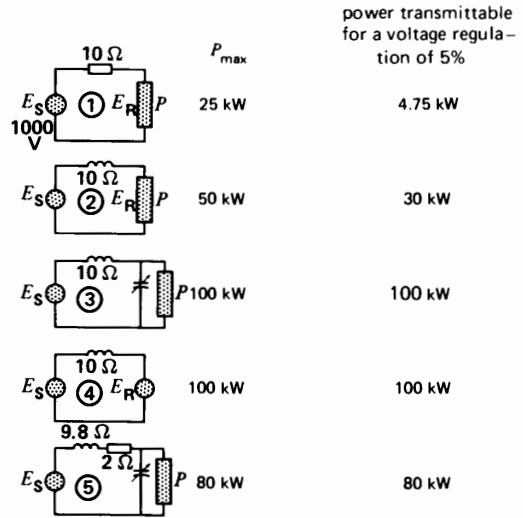 power transmittable
for a voltage regula–
tion of 5%
P max
10 Ω
E S 1 E R P 25 kW 4.75 kW
1000
V
10 Ω
E S 2 E R P 50 kW 30 kW
10 Ω
E S 3 P 100 kW 100 kW
10 Ω
E S 4 E R 100 kW 100 kW
9.8 Ω
2 Ω
E S 5 P 80 kW 80 kW